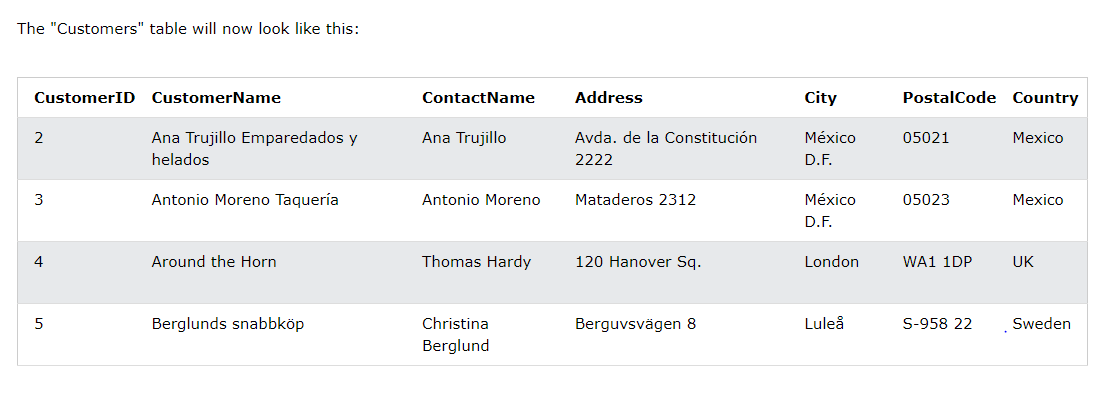 The "Customers" table will now look like this:
CustomerID CustomerName ContactName Address City PostalCode Country
2 Ana Trujillo Emparedados y Ana Trujillo Avda. de la Constitución México 05021 Mexico
helados 2222 D.F.
3 Antonio Moreno Taquería Antonio Moreno Mataderos 2312 México 05023 Mexico
D.F.
4 Around the Horn Thomas Hardy 120 Hanover Sq. London WA1 1DP UK
5 Berglunds snabbköp Christina Berguvsvägen 8 Luleå S-958 22 Sweden
Berglund